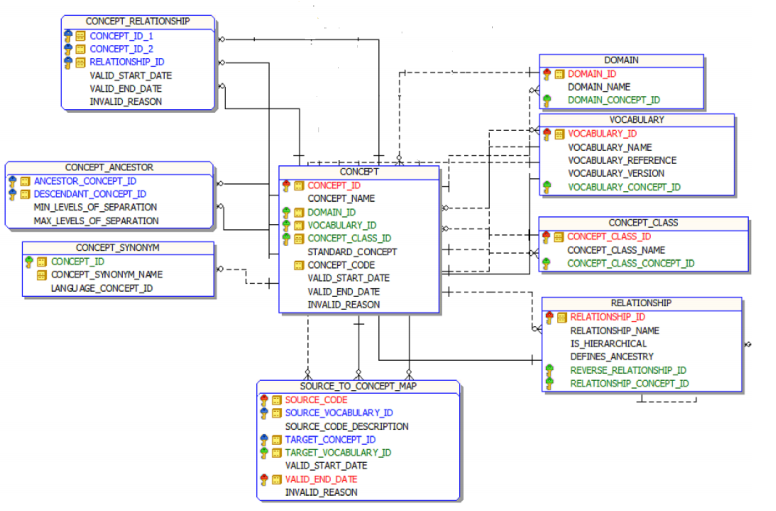 CONCEPT_RELATIONSHIP
CONCEPT_ID_1
CONCEPT_ID_2
RELATIONSHIP_ID
VALID_START_DATE
VALID_END_DATE
INVALID_REASON
DOMAIN
DOMAIN_ID
DOMAIN_NAME
DOMAIN_CONCEPT_ID
VOCABULARY
VOCABULARY_ID
VOCABULARY_NAME
VOCABULARY_REFERENCE
VOCABULARY_VERSION
VOCABULARY_CONCEPT_ID
CONCEPT_ANCESTOR
ANCESTOR_CONCEPT_ID
DESCENDANT_CONCEPT_ID
MIN_LEVELS_OF_SEPARATION
MAX_LEVELS_OF_SEPARATION
CONCEPT
CONCEPT_ID
CONCEPT_NAME
DOMAIN_ID
VOCABULARY_ID
CONCEPT_CLASS_ID
STANDARD_CONCEPT
CONCEPT_CODE
VALID_START_DATE
VALID_END_DATE
INVALID_REASON
CONCEPT_CLASS
CONCEPT_CLASS_ID
CONCEPT_CLASS_NAME
CONCEPT_CLASS_CONCEPT_ID
CONCEPT_SYNONYM
CONCEPT_ID
CONCEPT_SYNONYM_NAME
LANGUAGE_CONCEPT_ID
RELATIONSHIP
RELATIONSHIP_ID
RELATIONSHIP_NAME
IS_HIERARCHICAL
DEFINES_ANCESTRY
REVERSE_RELATIONSHIP_ID
RELATIONSHIP_CONCEPT_ID
SOURCE_TO_CONCEPT_MAP
SOURCE_CODE
SOURCE_VOCABULARY_ID
SOURCE_CODE_DESCRIPTION
TARGET_CONCEPT_ID
TARGET_VOCABULARY_ID
VALID_START_DATE
VALID_END_DATE
INVALID_REASON